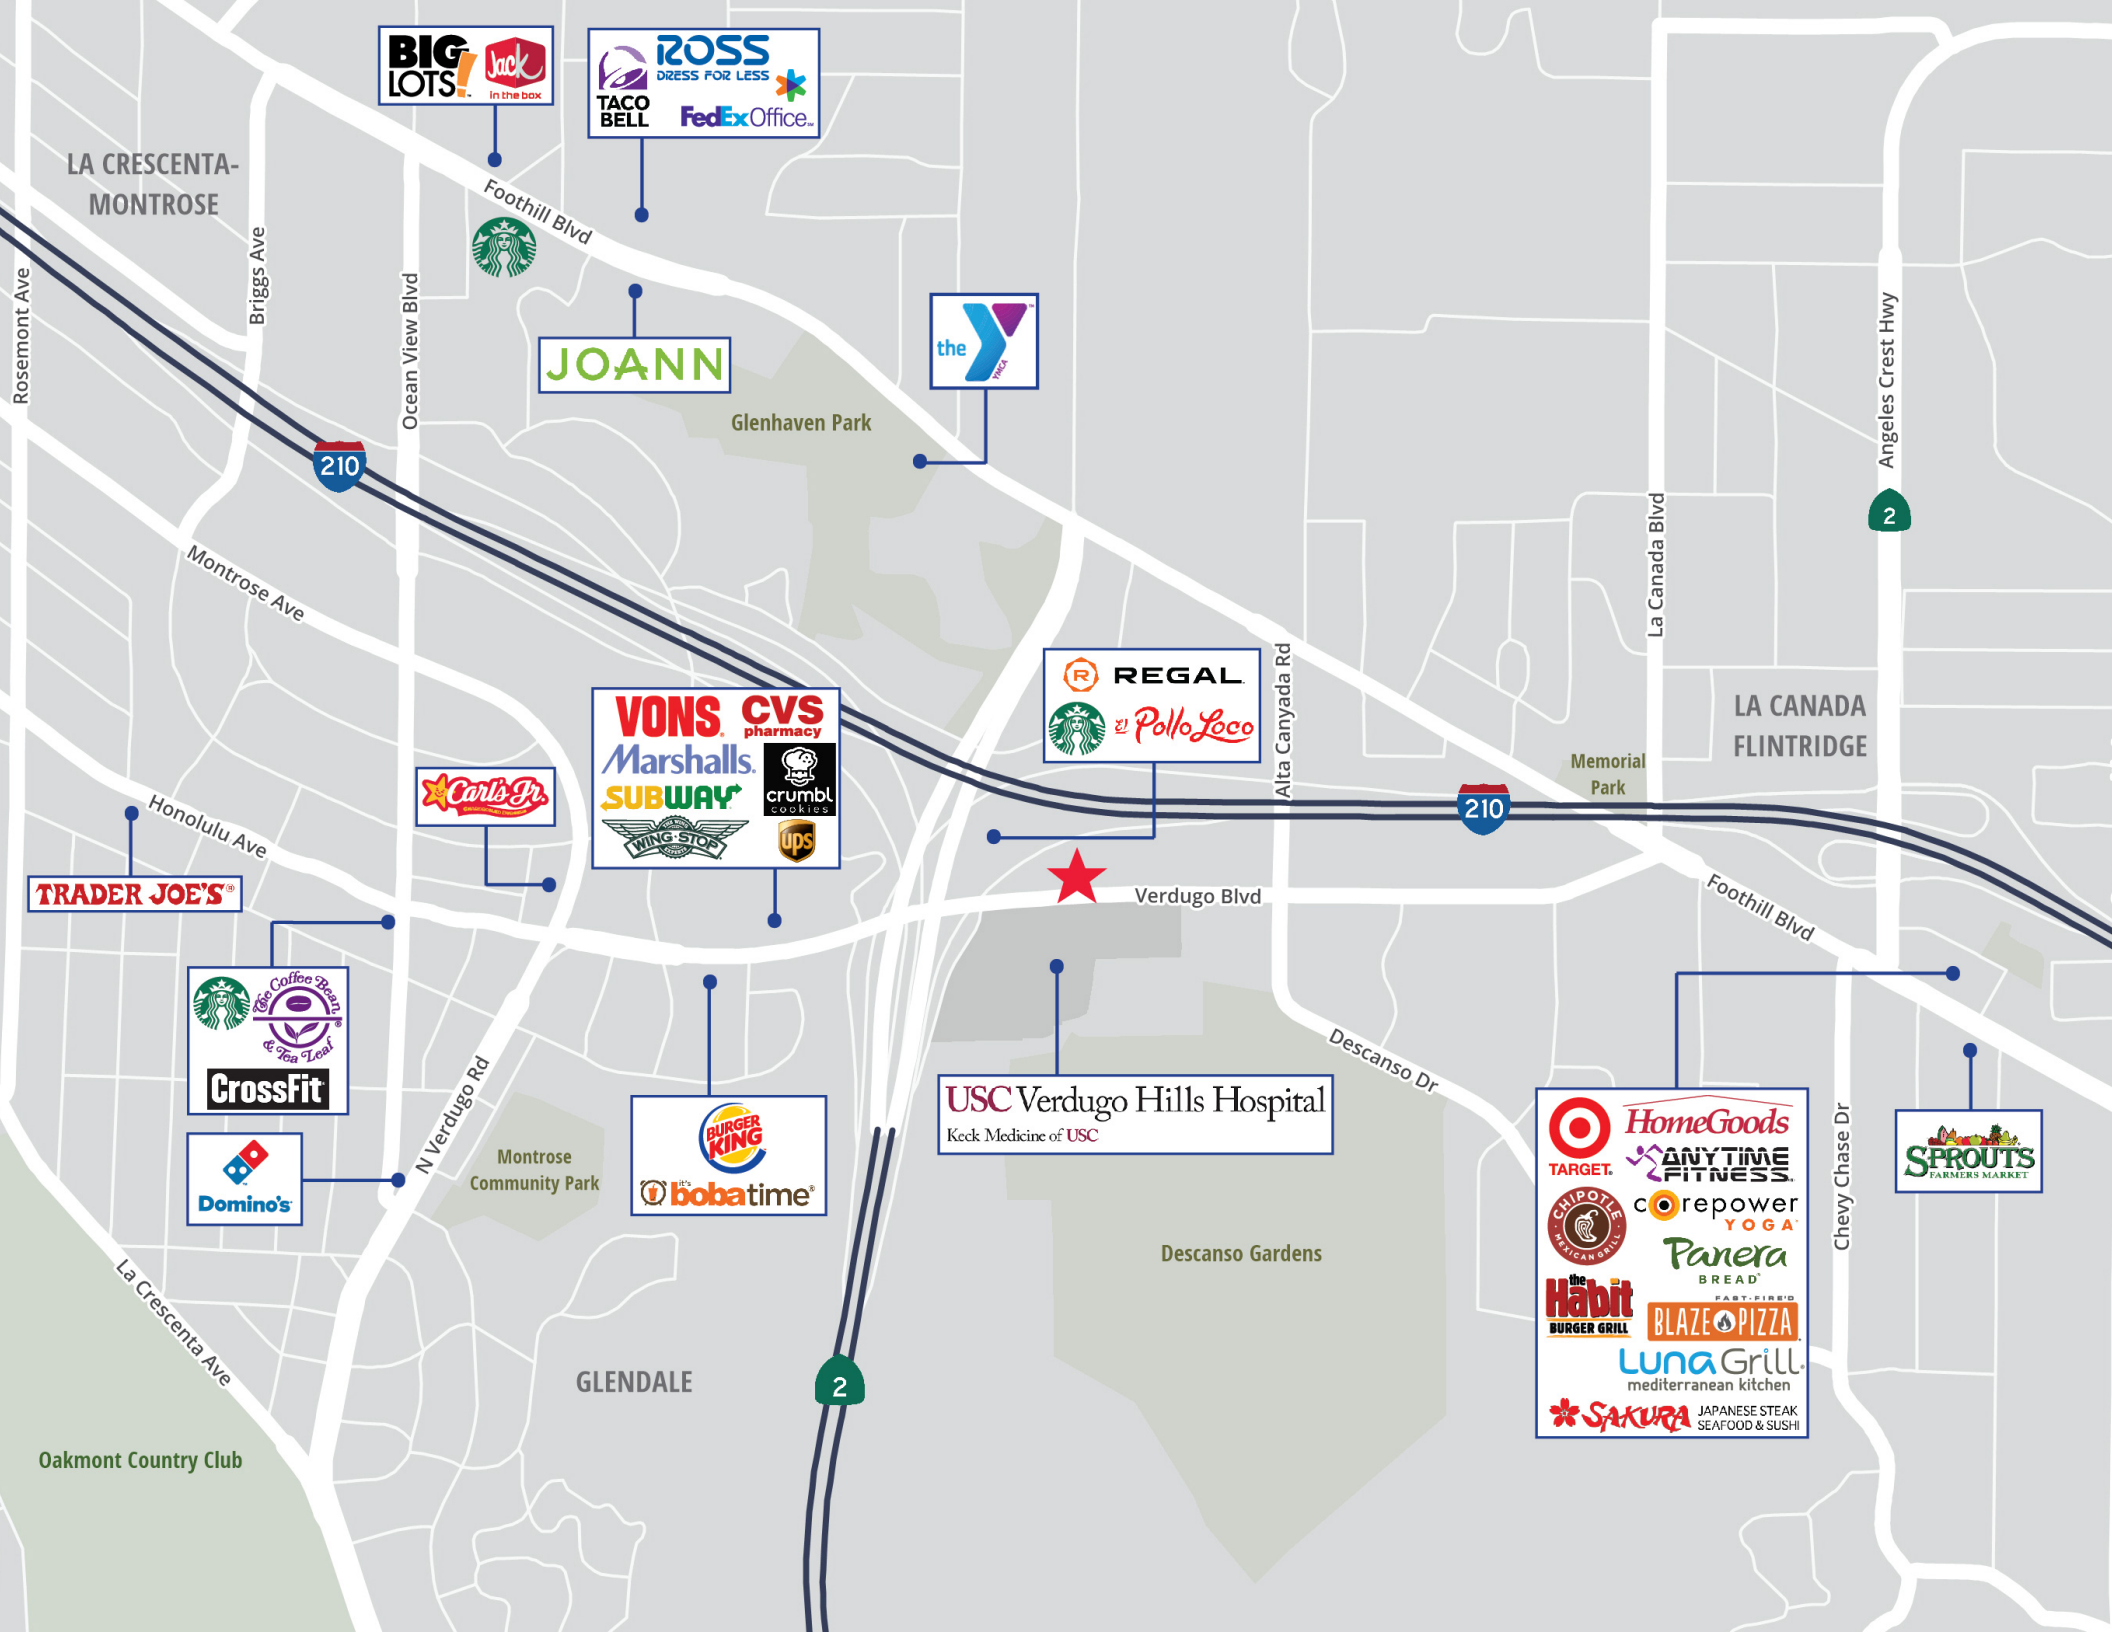 BIG
LOTS!
Jack
in the box
ROSS
DRESS FOR LESS
TACO
BELL
FedEx Office
LA CRESCENTA-
MONTROSE
Foothill Blvd
Rosemont Ave
Briggs Ave
Ocean View Blvd
JOANN
the
YMCA
Glenhaven Park
Angeles Crest Hwy
210
2
La Canada Blvd
Montrose Ave
R REGAL
El Pollo Loco
Alta Canyada Rd
VONS
CVS
pharmacy
Marshalls
crumbl
cookies
SUBWAY
WING·STOP
ups
LA CANADA
FLINTRIDGE
Memorial
Park
210
Carl's Jr.
Honolulu Ave
TRADER JOE'S®
Verdugo Blvd
Foothill Blvd
The Coffee Bean
& Tea Leaf
®
CrossFit
Domino's
N Verdugo Rd
Montrose
Community Park
BURGER
KING
it's
bobatime®
USC Verdugo Hills Hospital
Keck Medicine of USC
Descanso Dr
Descanso Gardens
TARGET
HomeGoods
ANYTIME
FITNESS
CHIPOTLE
MEXICAN GRILL
corepower
YOGA
Panera
BREAD
the
Habit
BURGER GRILL
FAST-FIRE'D
BLAZE PIZZA
Luna Grill
mediterranean kitchen
SAKURA
JAPANESE STEAK
SEAFOOD & SUSHI
Chevy Chase Dr
SPROUTS
FARMERS MARKET
La Crescenta Ave
GLENDALE
2
Oakmont Country Club